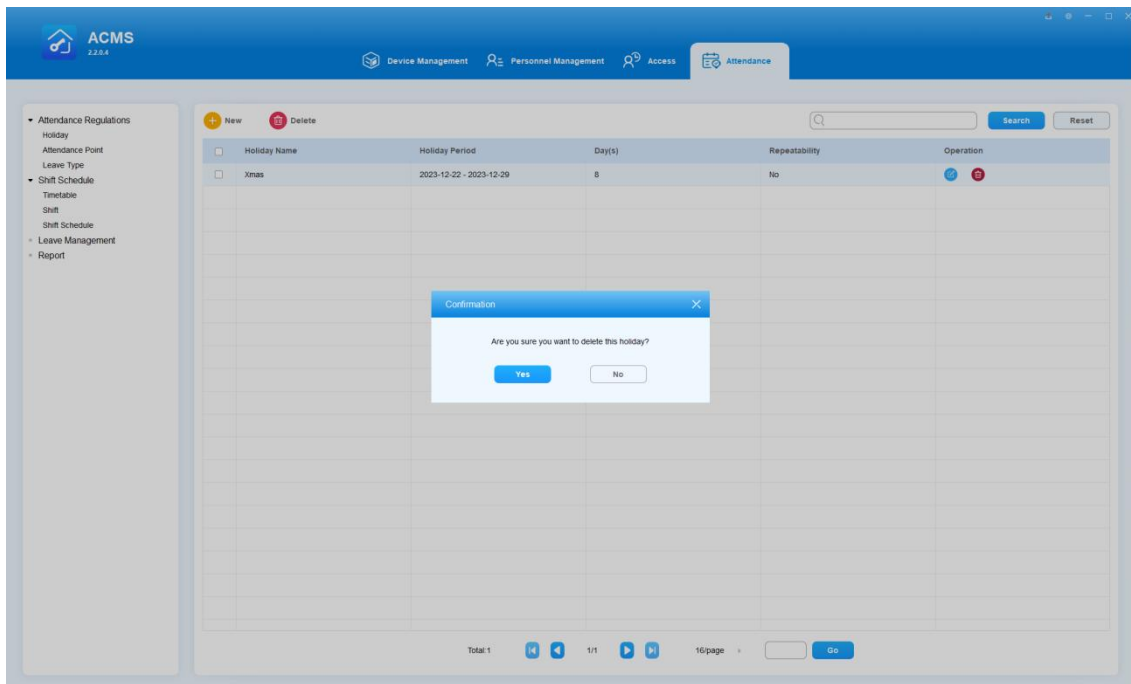 ACMS
2.2.0.4
Device Management Personnel Management Access Attendance
Attendance Regulations
Holiday
Attendance Point
Leave Type
Shift Schedule
Timetable
Shift
Shift Schedule
Leave Management
Report
New Delete Search Reset
Holiday Name Holiday Period Day(s) Repeatability Operation
Xmas 2023-12-22 - 2023-12-29 8 No
Confirmation
Are you sure you want to delete this holiday?
Yes No
Total:1 1/1 16/page Go